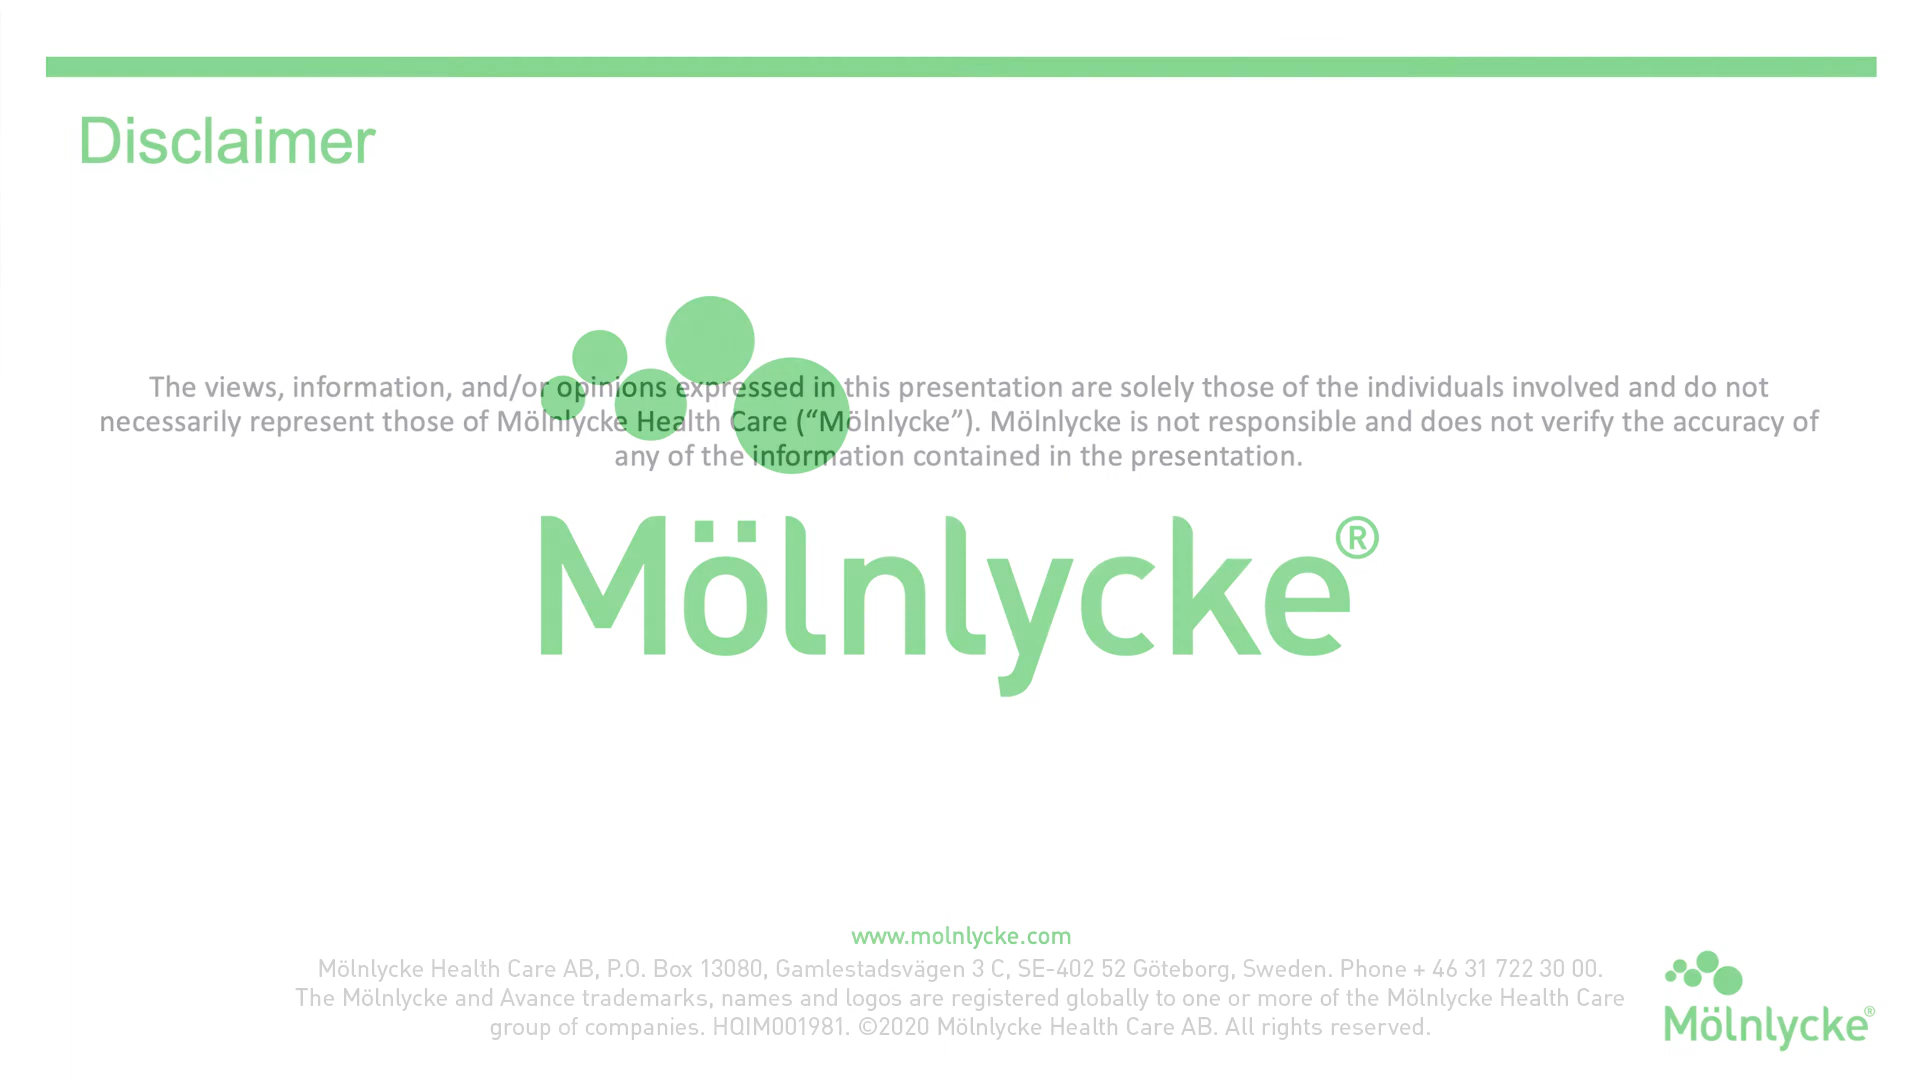 Disclaimer
The views, information, and/or opinions expressed in this presentation are solely those of the individuals involved and do not
necessarily represent those of Mölnlycke Health Care (“Mölnlycke”). Mölnlycke is not responsible and does not verify the accuracy of
any of the information contained in the presentation.
Mölnlycke®
www.molnlycke.com
Mölnlycke Health Care AB, P.O. Box 13080, Gamlestadsvägen 3 C, SE-402 52 Göteborg, Sweden. Phone + 46 31 722 30 00.
The Mölnlycke and Avance trademarks, names and logos are registered globally to one or more of the Mölnlycke Health Care
group of companies. HQIM001981. ©2020 Mölnlycke Health Care AB. All rights reserved.
Mölnlycke®